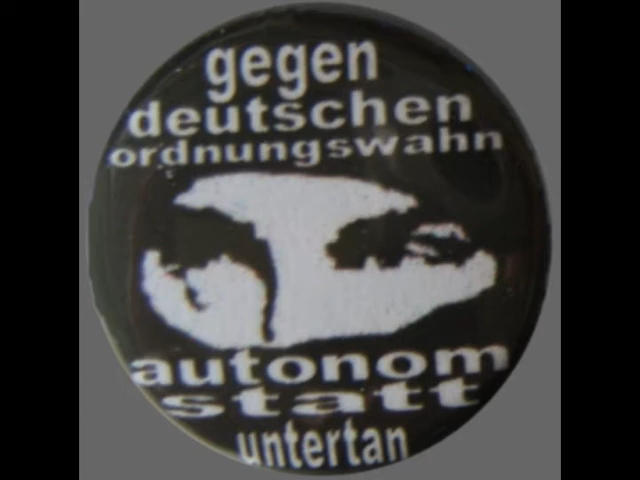 gegen
deutschen
ordnungswahn
autonom
statt
untertan